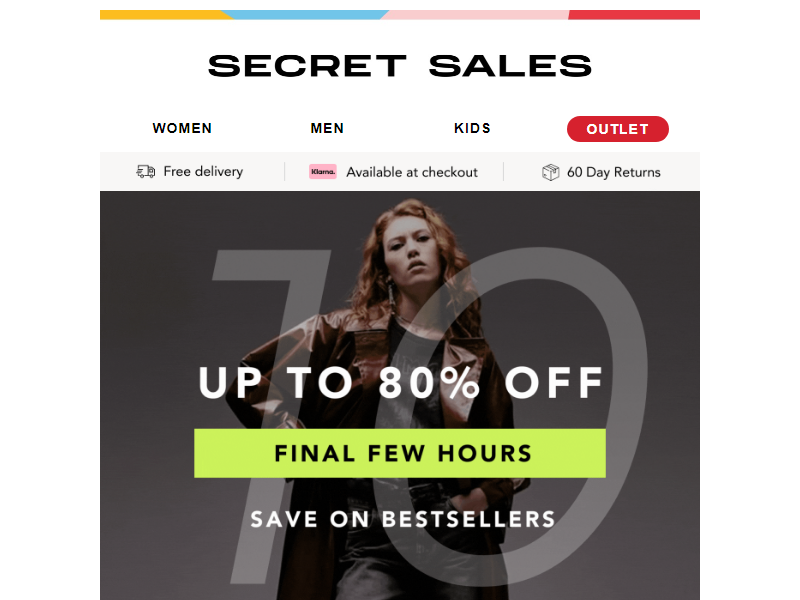 SECRET SALES
WOMEN MEN KIDS OUTLET
Free delivery Klarna. Available at checkout 60 Day Returns
10
UP TO 80% OFF
FINAL FEW HOURS
SAVE ON BESTSELLERS